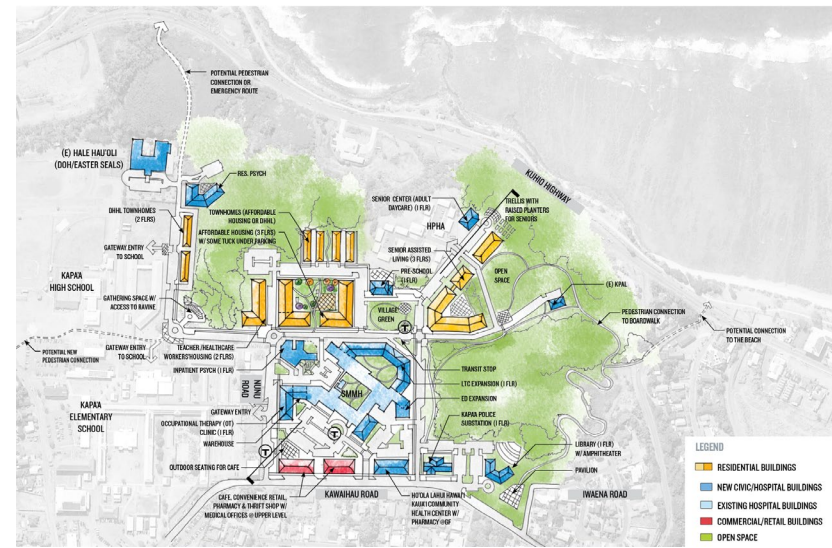 POTENTIAL PEDESTRIAN
CONNECTION OR
EMERGENCY ROUTE
(E) HALE HAU'OLI
(DOH/EASTER SEALS)
RES. PSYCH
KUHIO HIGHWAY
SENIOR CENTER (ADULT
DAYCARE) (1 FLR)
TRELLIS WITH
RAISED PLANTERS
FOR SENIORS
DHHL TOWNHOMES
(2 FLRS)
TOWNHOMES (AFFORDABLE
HOUSING OR DHHL)
HPHA
AFFORDABLE HOUSING (3 FLRS)
W/ SOME TUCK UNDER PARKING
GATEWAY ENTRY
TO SCHOOL
SENIOR ASSISTED
LIVING (3 FLRS)
PRE-SCHOOL
(1 FLR)
OPEN
SPACE
KAPA'A
HIGH SCHOOL
(E) KPAL
GATHERING SPACE W/
ACCESS TO RAVINE
VILLAGE
GREEN
T
PEDESTRIAN CONNECTION
TO BOARDWALK
POTENTIAL CONNECTION
TO THE BEACH
POTENTIAL NEW
PEDESTRIAN CONNECTION
GATEWAY ENTRY
TO SCHOOL
TEACHER/HEALTHCARE
WORKERS'HOUSING (2 FLRS)
INPATIENT PSYCH (1 FLR)
NUNU
ROAD
TRANSIT STOP
LTC EXPANSION (1 FLR)
ED EXPANSION
SMMH
KAPA'A
ELEMENTARY
SCHOOL
GATEWAY ENTRY
OCCUPATIONAL THERAPY (OT)
CLINIC (1 FLR)
WAREHOUSE
KAPAA POLICE
SUBSTATION (1 FLR)
T
T
LIBRARY (1 FLR)
W/ AMPHITHEATER
OUTDOOR SEATING FOR CAFE
PAVILION
CAFE, CONVENIENCE RETAIL,
PHARMACY & THRIFT SHOP W/
MEDICAL OFFICES @ UPPER LEVEL
KAWAIHAU ROAD
HO'OLA LAHUI HAWAI'I
KAUA'I COMMUNITY
HEALTH CENTER W/
PHARMACY @GF
IWAENA ROAD
LEGEND
RESIDENTIAL BUILDINGS
NEW CIVIC/HOSPITAL BUILDINGS
EXISTING HOSPITAL BUILDINGS
COMMERCIAL/RETAIL BUILDINGS
OPEN SPACE